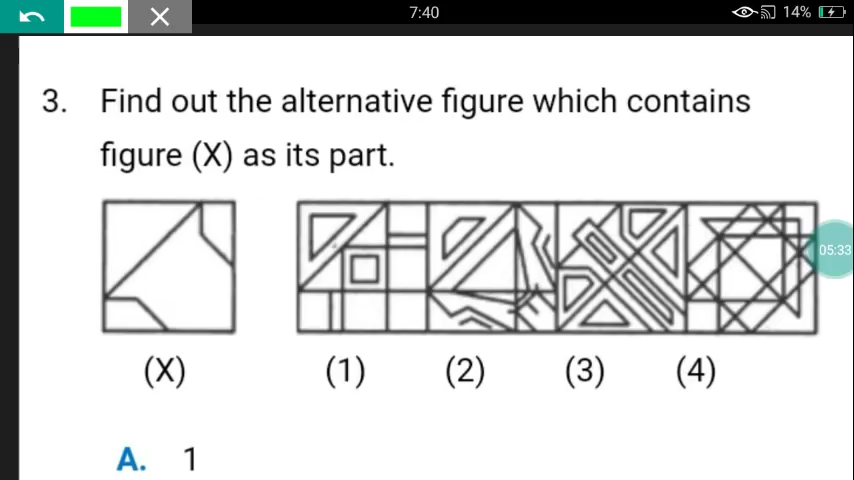 7:40
14%
3. Find out the alternative figure which contains
figure (X) as its part.
05:33
(X) (1) (2) (3) (4)
A. 1